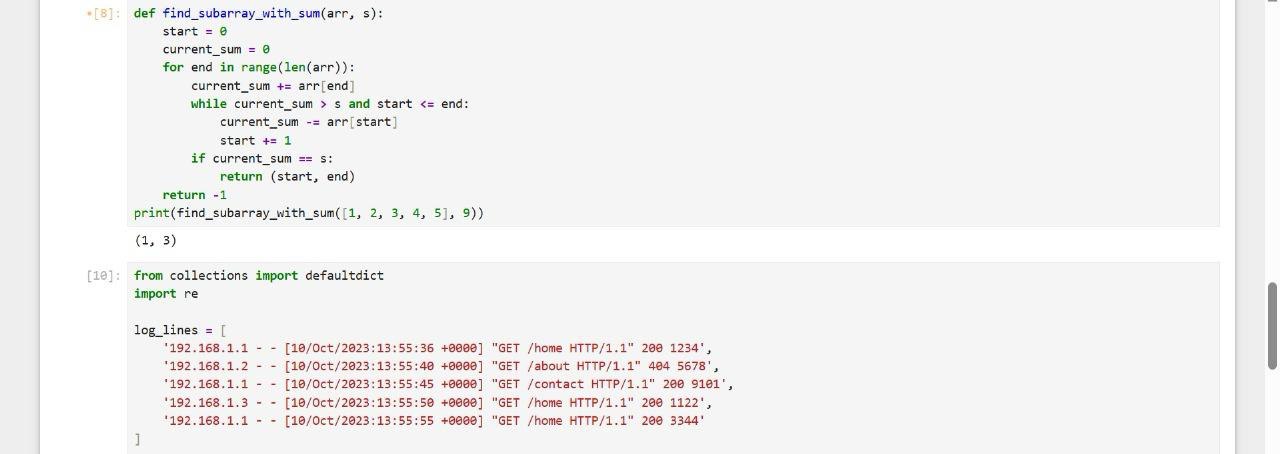 *[8]: def find_subarray_with_sum(arr, s):
    start = 0
    current_sum = 0
    for end in range(len(arr)):
        current_sum += arr[end]
        while current_sum > s and start <= end:
            current_sum -= arr[start]
            start += 1
        if current_sum == s:
            return (start, end)
    return -1
print(find_subarray_with_sum([1, 2, 3, 4, 5], 9))
(1, 3)
[10]: from collections import defaultdict
import re
log_lines = [
    '192.168.1.1 - - [10/Oct/2023:13:55:36 +0000] "GET /home HTTP/1.1" 200 1234',
    '192.168.1.2 - - [10/Oct/2023:13:55:40 +0000] "GET /about HTTP/1.1" 404 5678',
    '192.168.1.1 - - [10/Oct/2023:13:55:45 +0000] "GET /contact HTTP/1.1" 200 9101',
    '192.168.1.3 - - [10/Oct/2023:13:55:50 +0000] "GET /home HTTP/1.1" 200 1122',
    '192.168.1.1 - - [10/Oct/2023:13:55:55 +0000] "GET /home HTTP/1.1" 200 3344'
]